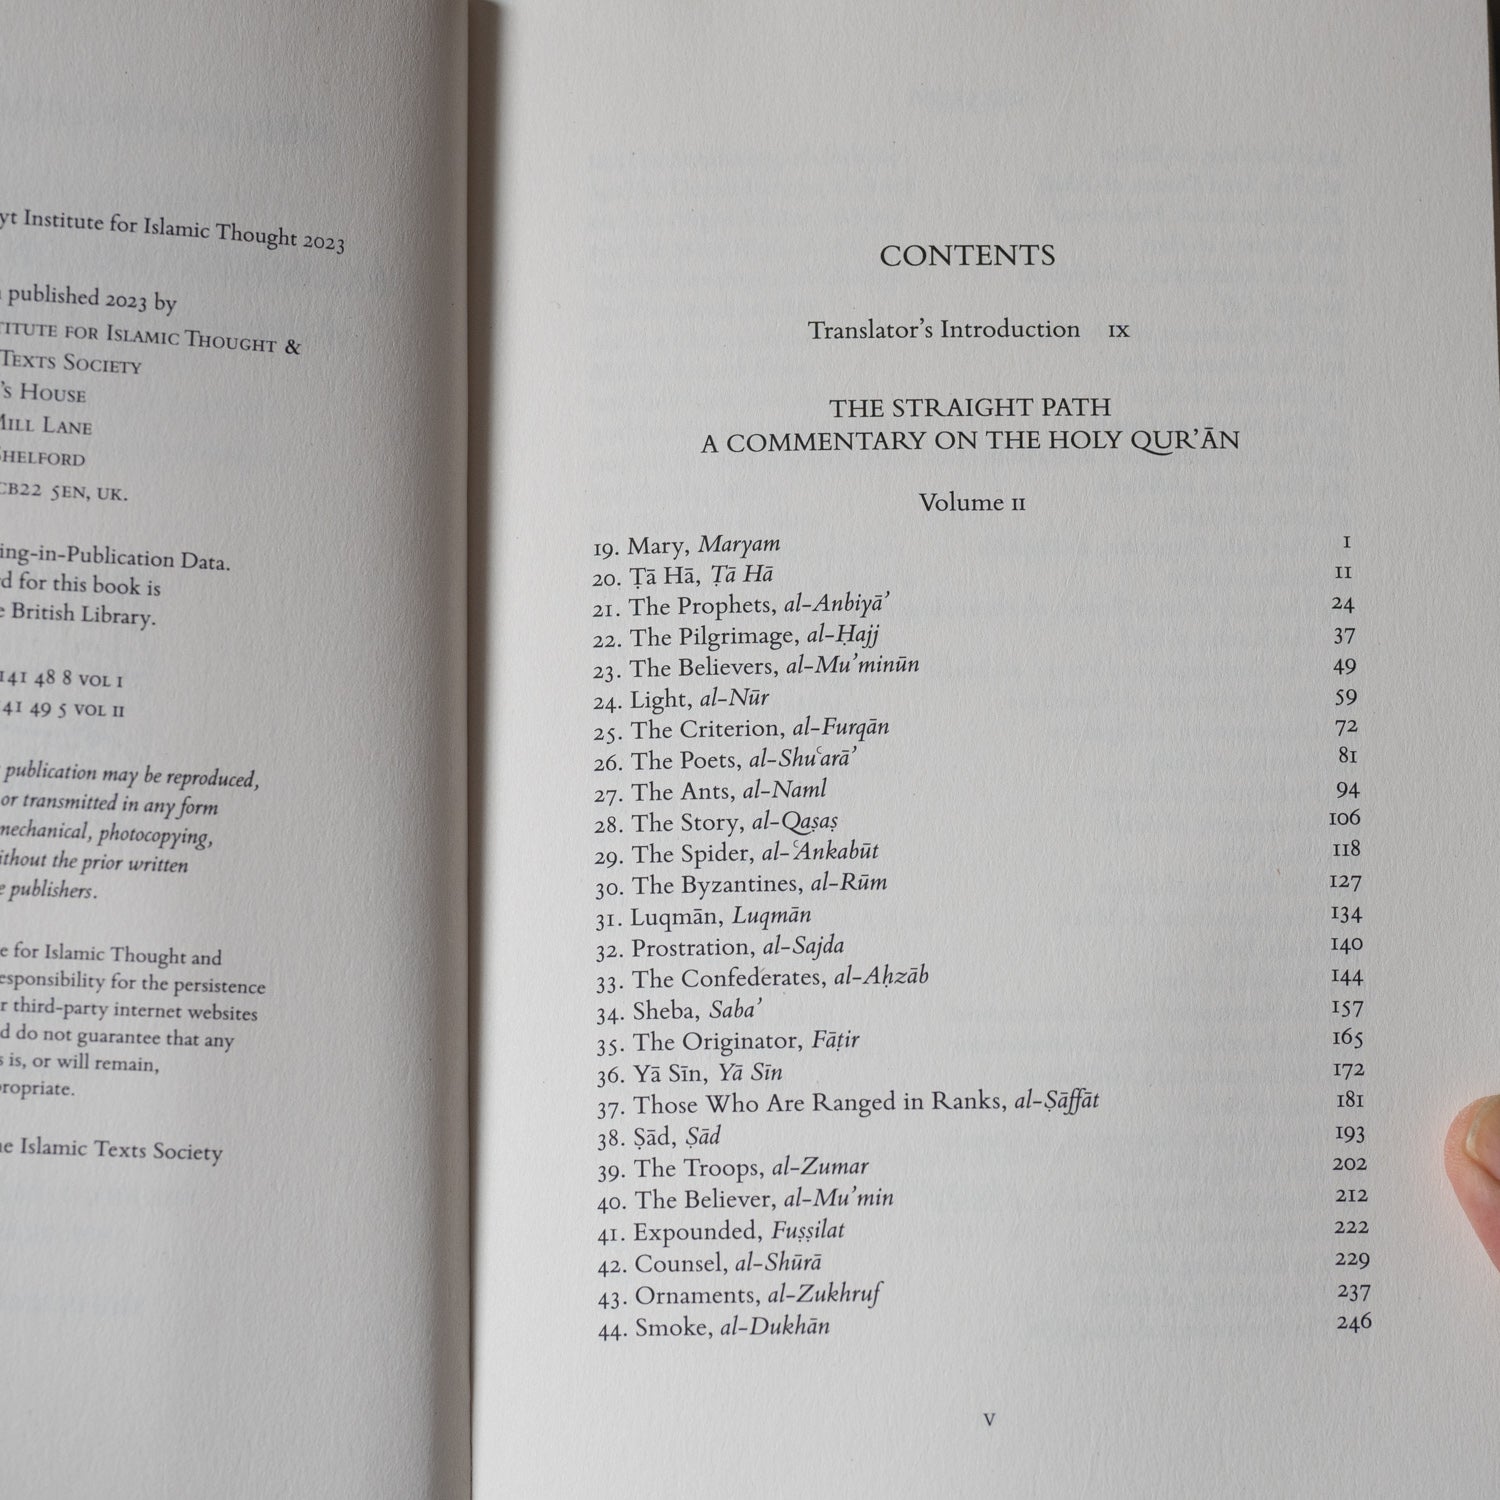 yt Institute for Islamic Thought 2023
published 2023 by
TITUTE FOR ISLAMIC THOUGHT &
TEXTS SOCIETY
'S HOUSE
MILL LANE
SHELFORD
CB22 5EN, UK.
ing-in-Publication Data.
d for this book is
e British Library.
141 48 8 VOL I
41 49 5 VOL II
publication may be reproduced,
or transmitted in any form
mechanical, photocopying,
ithout the prior written
e publishers.
e for Islamic Thought and
esponsibility for the persistence
r third-party internet websites
d do not guarantee that any
s is, or will remain,
propriate.
he Islamic Texts Society
CONTENTS
Translator's Introduction IX
THE STRAIGHT PATH
A COMMENTARY ON THE HOLY QUR'ĀN
Volume II
19. Mary, Maryam 1
20. Ṭā Hā, Ṭā Hā 11
21. The Prophets, al-Anbiyā' 24
22. The Pilgrimage, al-Ḥajj 37
23. The Believers, al-Mu'minūn 49
24. Light, al-Nūr 59
25. The Criterion, al-Furqān 72
26. The Poets, al-Shuʿarā' 81
27. The Ants, al-Naml 94
28. The Story, al-Qaṣaṣ 106
29. The Spider, al-ʿAnkabūt 118
30. The Byzantines, al-Rūm 127
31. Luqmān, Luqmān 134
32. Prostration, al-Sajda 140
33. The Confederates, al-Aḥzāb 144
34. Sheba, Saba' 157
35. The Originator, Fāṭir 165
36. Yā Sīn, Yā Sīn 172
37. Those Who Are Ranged in Ranks, al-Ṣāffāt 181
38. Ṣād, Ṣād 193
39. The Troops, al-Zumar 202
40. The Believer, al-Mu'min 212
41. Expounded, Fuṣṣilat 222
42. Counsel, al-Shūrā 229
43. Ornaments, al-Zukhruf 237
44. Smoke, al-Dukhān 246
V